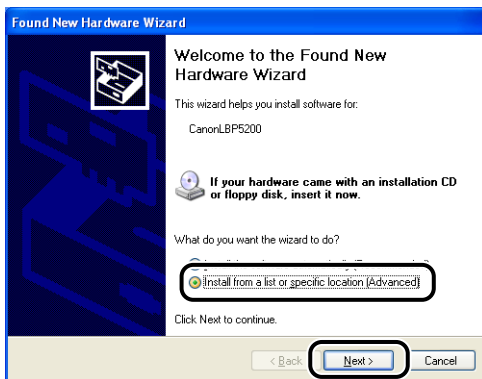 Found New Hardware Wizard
Welcome to the Found New
Hardware Wizard
This wizard helps you install software for:
CanonLBP5200
If your hardware came with an installation CD
or floppy disk, insert it now.
What do you want the wizard to do?
Install from a list or specific location (Advanced)
Click Next to continue.
< Back
Next >
Cancel